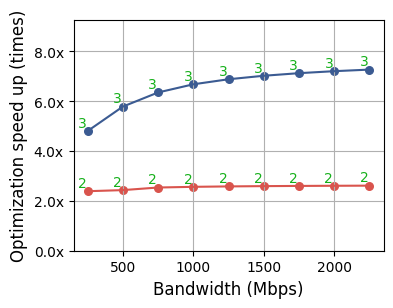 Optimization speed up (times)
8.0x
6.0x
4.0x
2.0x
0.0x
3 3 3 3 3 3 3 3 3
2 2 2 2 2 2 2 2 2
500 1000 1500 2000
Bandwidth (Mbps)